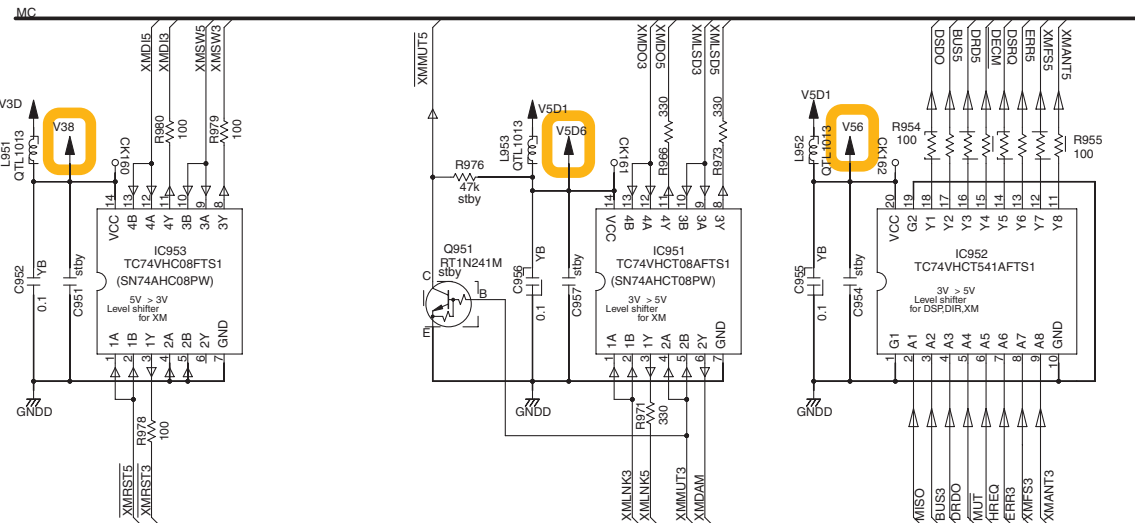 MC
XMDI5
XMDI3
XMSW5
XMSW3
XMMUT5
XMDO3
XMDO5
XMLSD3
XMLSD5
DSDO
BUS5
DRD5
DECM
DSRQ
ERR5
XMFS5
XMANT5
V3D
V38
L951
QTL1013
CK160
R980
100
R979
100
V5D1
V5D6
L953
QTL1013
CK161
330
R966
330
R973
R976
47k
stby
V5D1
V56
L952
QTL1013
CK162
R954
100
R955
100
14 13 12 11 10 9 8
VCC 4B 4A 4Y 3B 3A 3Y
IC953
TC74VHC08FTS1
(SN74AHC08PW)
5V > 3V
Level shifter
for XM
1A 1B 1Y 2A 2B 2Y GND
1 2 3 4 5 6 7
C952
0.1
YB
C951
stby
GNDD
R978
100
XMRST5
XMRST3
Q951
RT1N241M
stby
C
B
E
C956
0.1
YB
C957
stby
GNDD
14 13 12 11 10 9 8
VCC 4B 4A 4Y 3B 3A 3Y
IC951
TC74VHCT08AFTS1
(SN74AHCT08PW)
3V > 5V
Level shifter
for XM
1A 1B 1Y 2A 2B 2Y GND
1 2 3 4 5 6 7
R971
330
XMLNK3
XMLNK5
XMMUT3
XMDAM
C955
0.1
YB
C954
stby
GNDD
20 19 18 17 16 15 14 13 12 11
VCC G2 Y1 Y2 Y3 Y4 Y5 Y6 Y7 Y8
IC952
TC74VHCT541AFTS1
3V > 5V
Level shifter
for DSP,DIR,XM
G1 A1 A2 A3 A4 A5 A6 A7 A8 GND
1 2 3 4 5 6 7 8 9 10
MISO
BUS3
DRDO
MUT
HREQ
ERR3
XMFS3
XMANT3